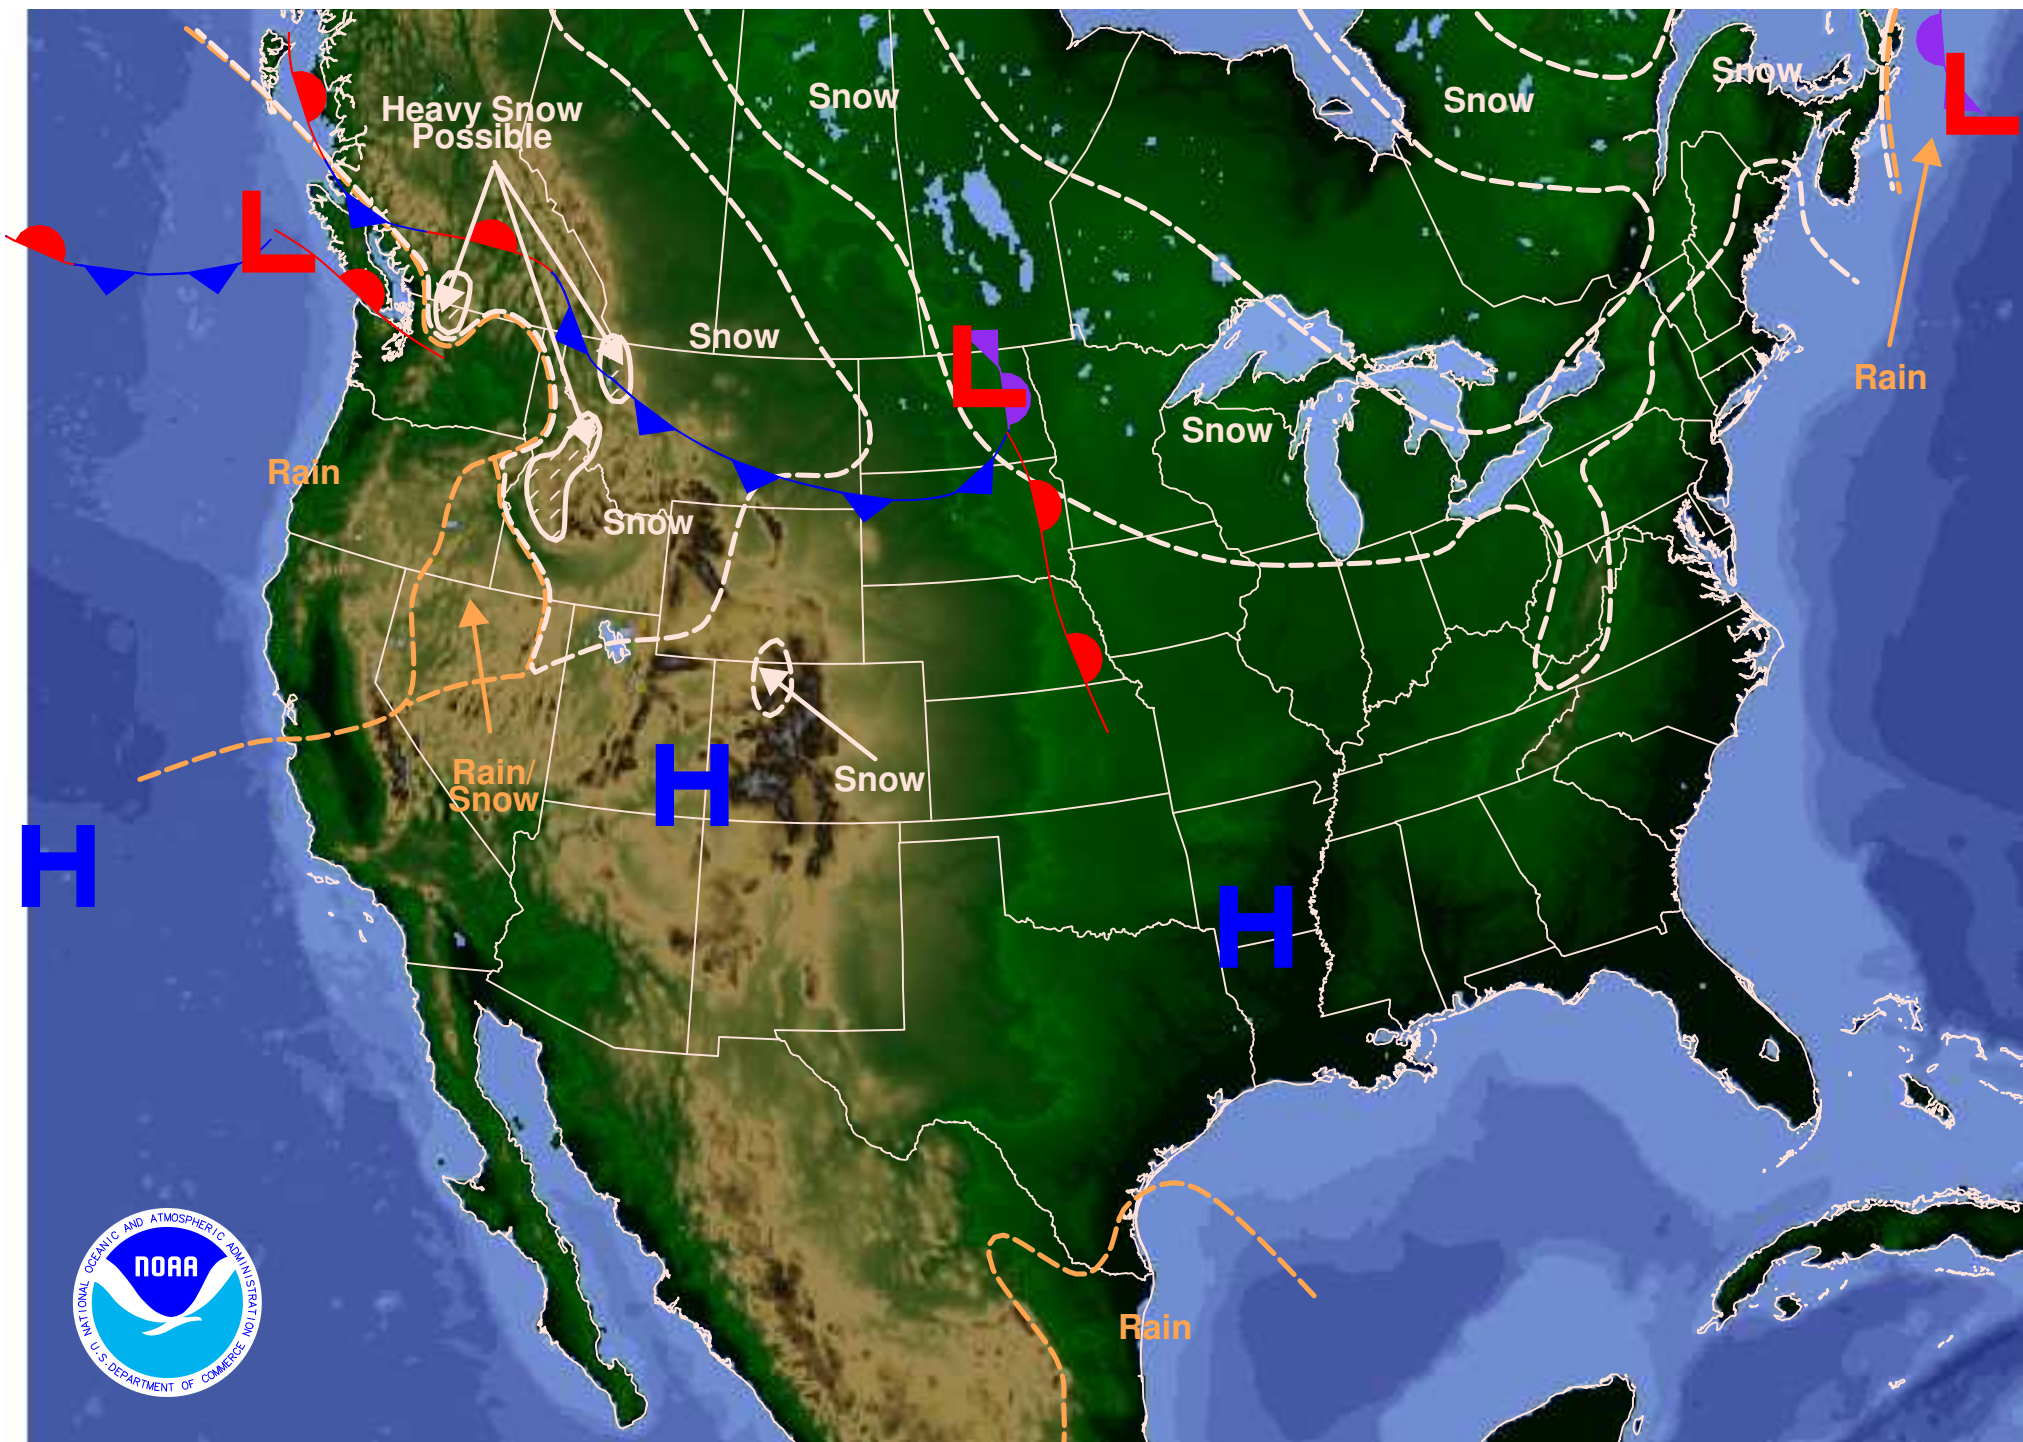 Snow
Snow
Snow
Heavy Snow
Possible
L
L
Snow
L
Rain
Snow
Rain
Snow
Rain/
Snow
H
Snow
H
H
NATIONAL OCEANIC AND ATMOSPHERIC ADMINISTRATION
NOAA
U.S. DEPARTMENT OF COMMERCE
Rain